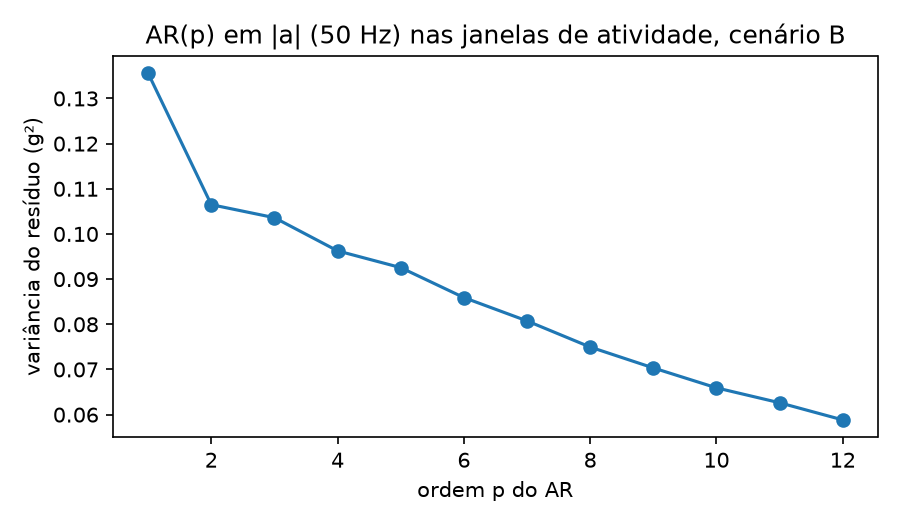 AR(p) em |a| (50 Hz) nas janelas de atividade, cenário B
variância do resíduo (g²)
0.13
0.12
0.11
0.10
0.09
0.08
0.07
0.06
2 4 6 8 10 12
ordem p do AR